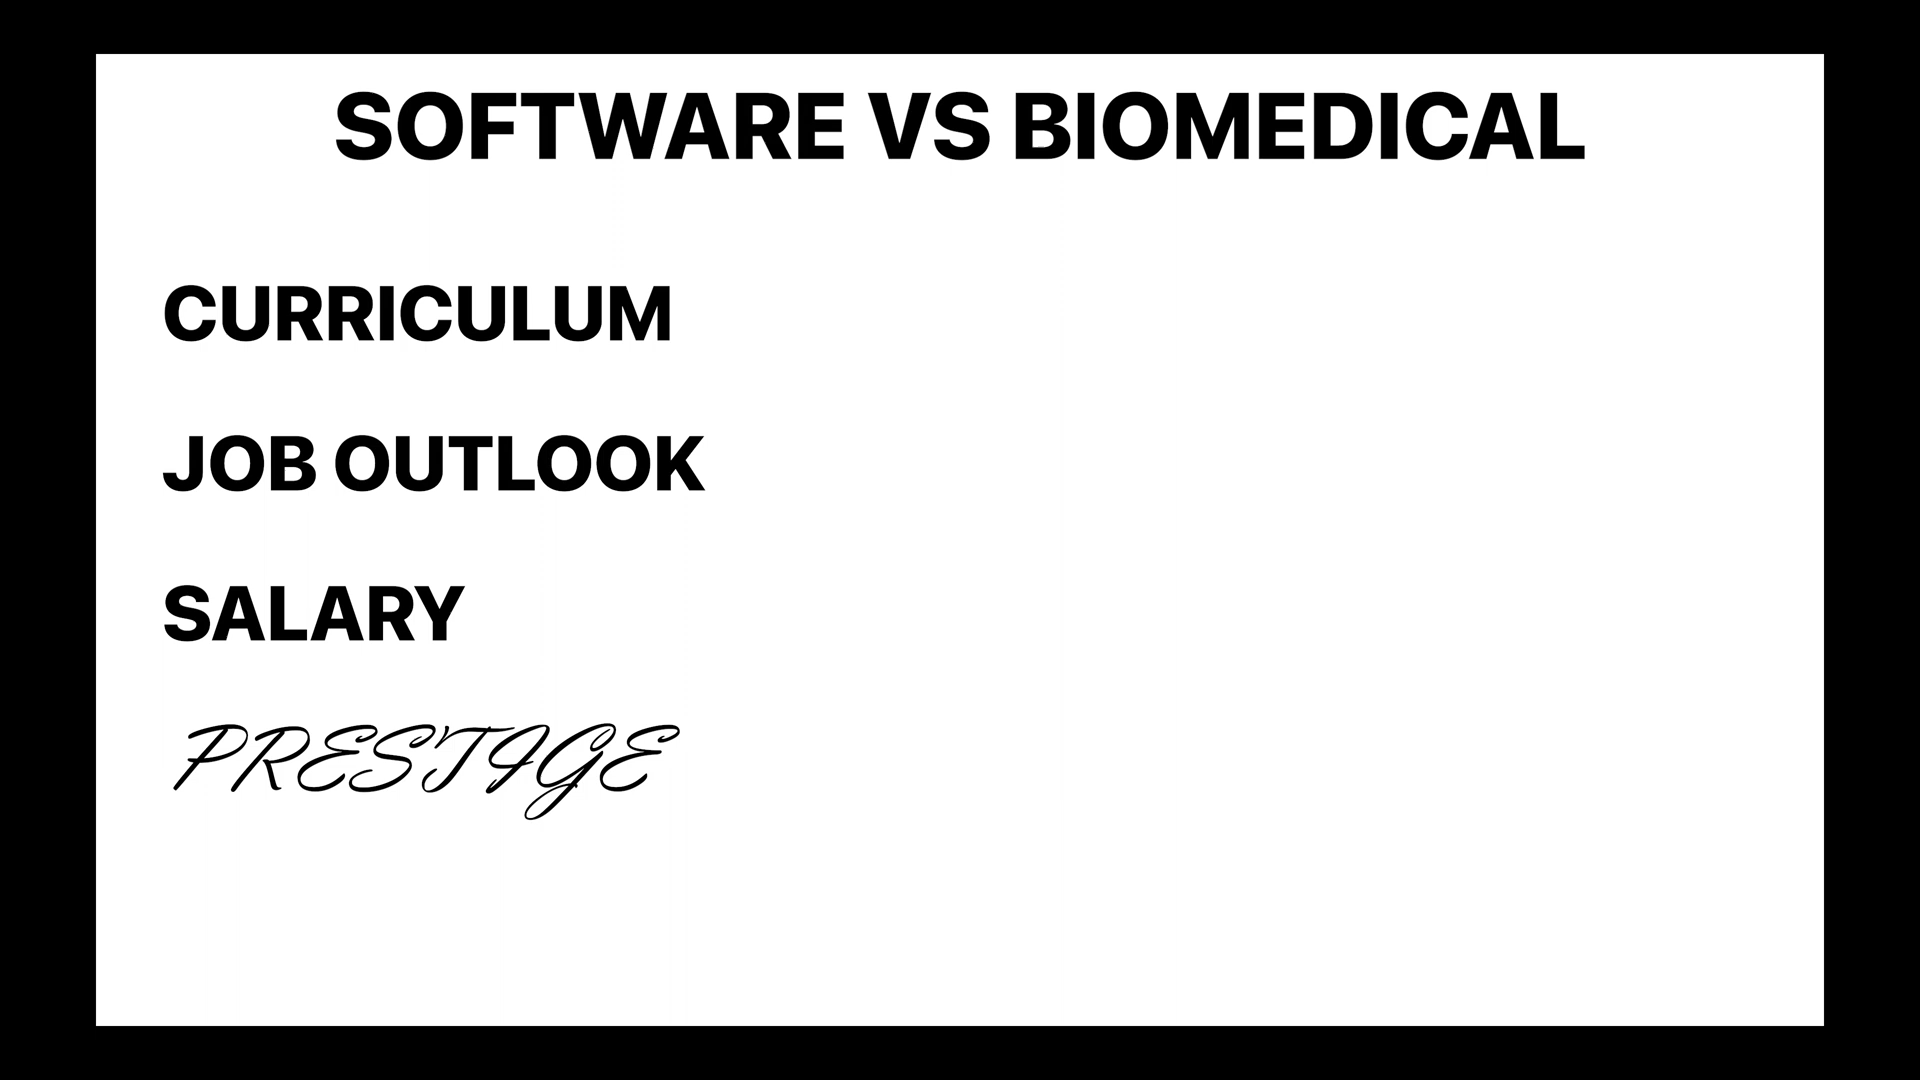 SOFTWARE VS BIOMEDICAL
CURRICULUM
JOB OUTLOOK
SALARY
PRESTIGE